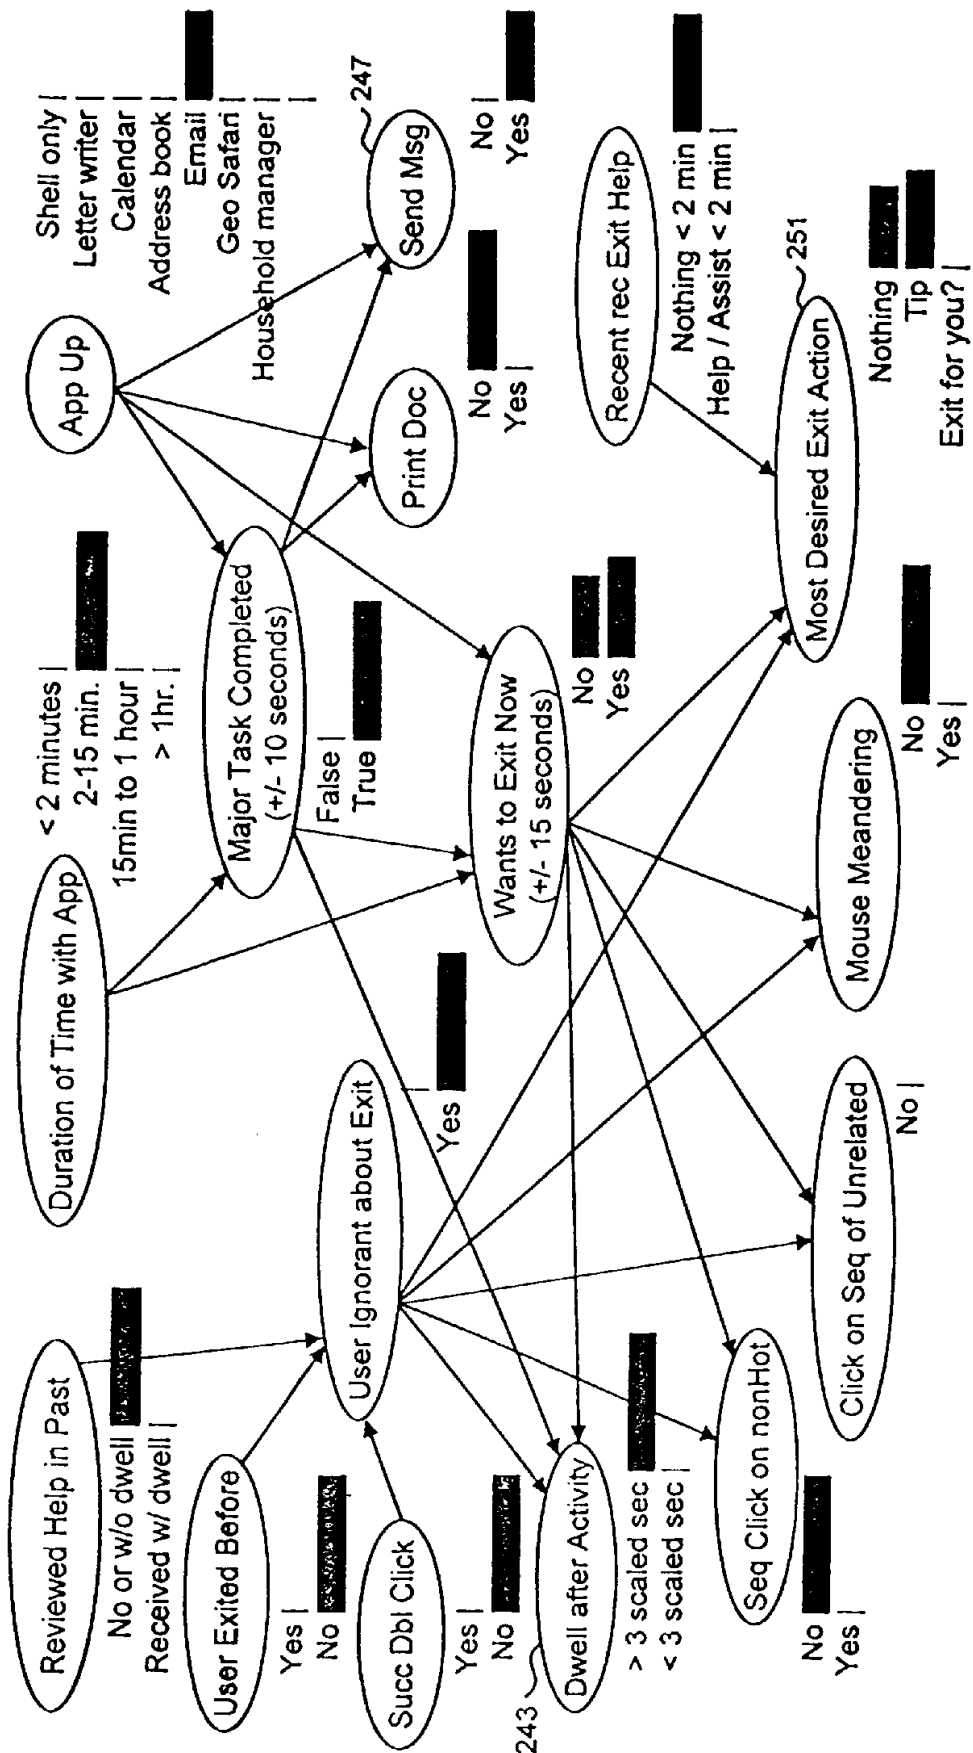 Reviewed Help in Past
No or w/o dwell
Received w/ dwell
User Exited Before
Yes
No
Succ Dbl Click
Yes
No
243
Dwell after Activity
> 3 scaled sec
< 3 scaled sec
Seq Click on nonHot
No
Yes
Duration of Time with App
< 2 minutes
2-15 min.
15min to 1 hour
> 1hr.
User Ignorant about Exit
Yes
Click on Seq of Unrelated
No
Major Task Completed
(+/- 10 seconds)
False
True
Wants to Exit Now
(+/- 15 seconds)
No
Yes
Mouse Meandering
No
Yes
App Up
Shell only
Letter writer
Calendar
Address book
Email
Geo Safari
Household manager
Print Doc
No
Yes
247
Send Msg
No
Yes
Recent rec Exit Help
Nothing < 2 min
Help / Assist < 2 min
251
Most Desired Exit Action
Nothing
Tip
Exit for you?